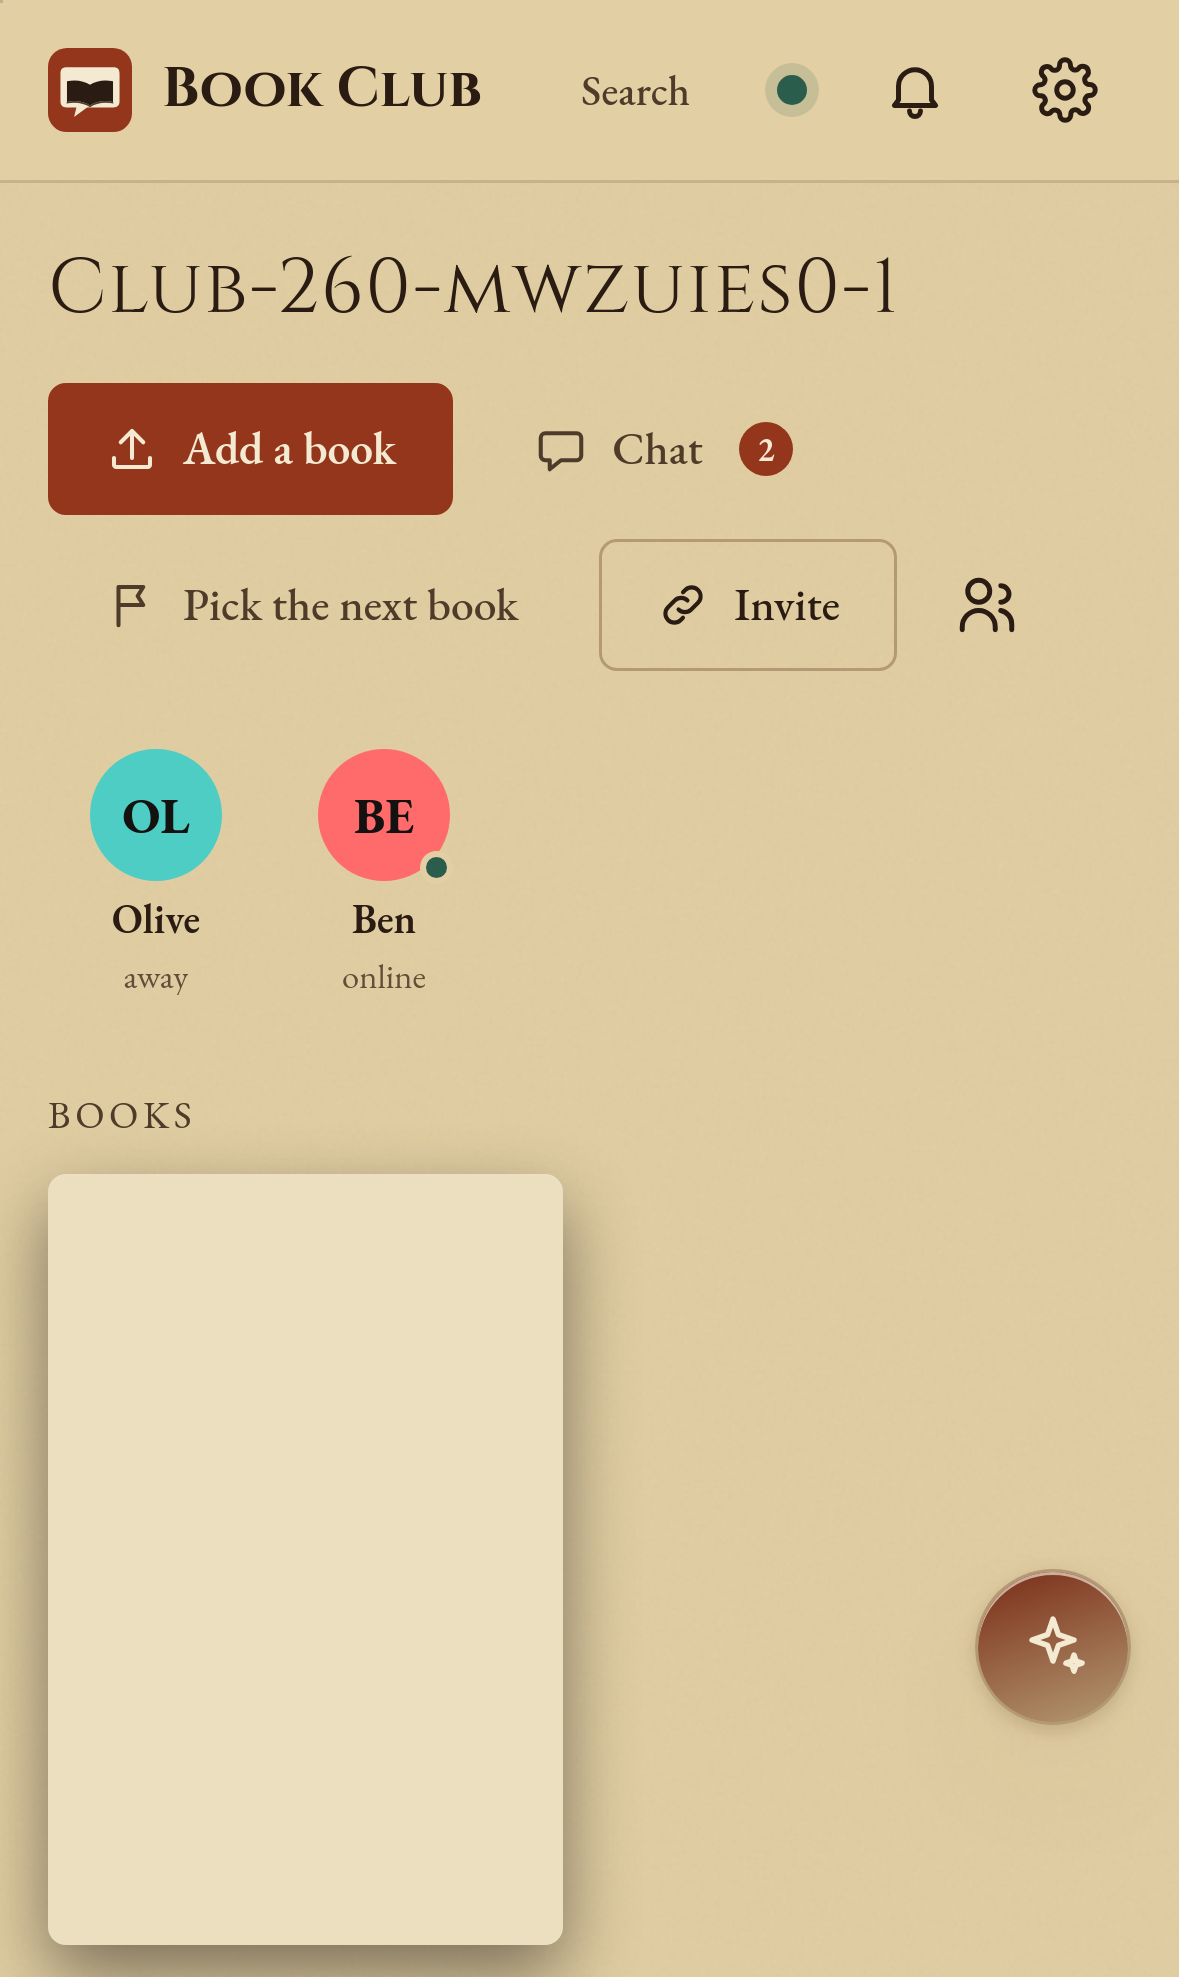 Book Club Search
Club-260-mwzuies0-1
Add a book Chat 2
Pick the next book Invite
OL BE
Olive Ben
away online
BOOKS